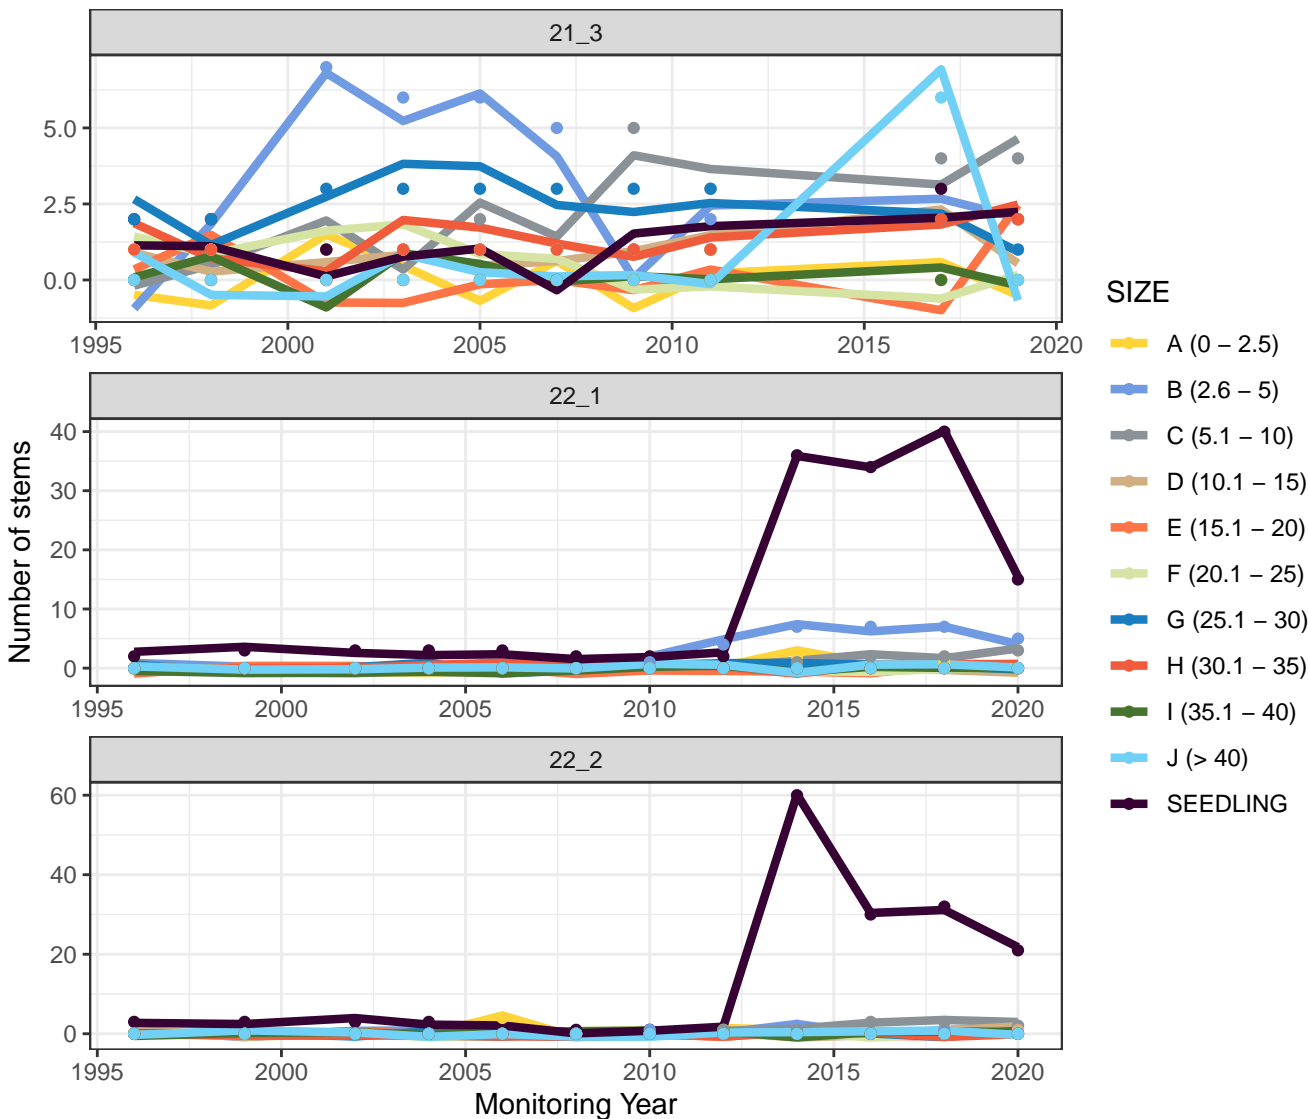 21_3
5.0
2.5
0.0
1995 2000 2005 2010 2015 2020
22_1
40
30
20
10
0
1995 2000 2005 2010 2015 2020
22_2
60
40
20
0
1995 2000 2005 2010 2015 2020
Monitoring Year
Number of stems
SIZE
A (0 − 2.5)
B (2.6 − 5)
C (5.1 − 10)
D (10.1 − 15)
E (15.1 − 20)
F (20.1 − 25)
G (25.1 − 30)
H (30.1 − 35)
I (35.1 − 40)
J (> 40)
SEEDLING